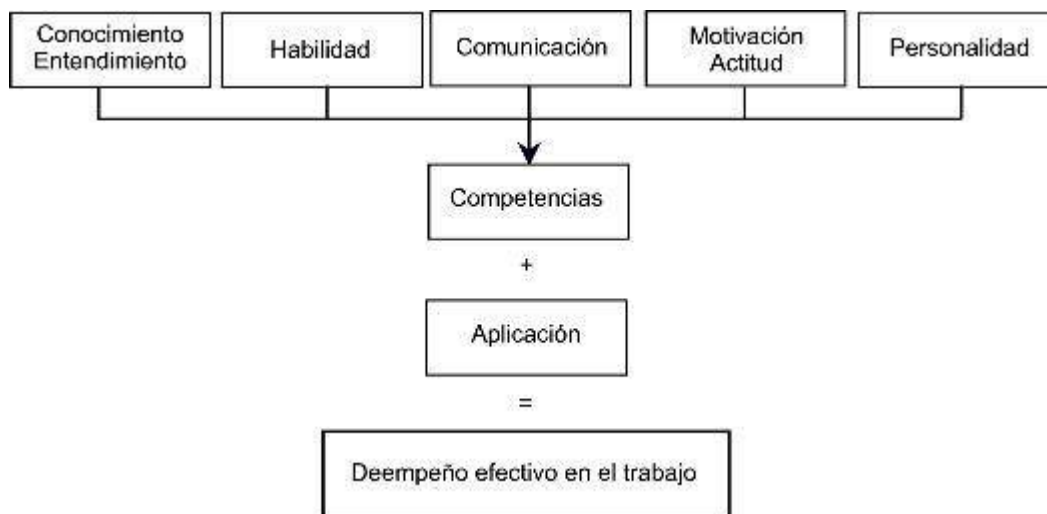 Conocimiento
Entendimiento
Habilidad
Comunicación
Motivación
Actitud
Personalidad
Competencias
+
Aplicación
=
Deempeño efectivo en el trabajo